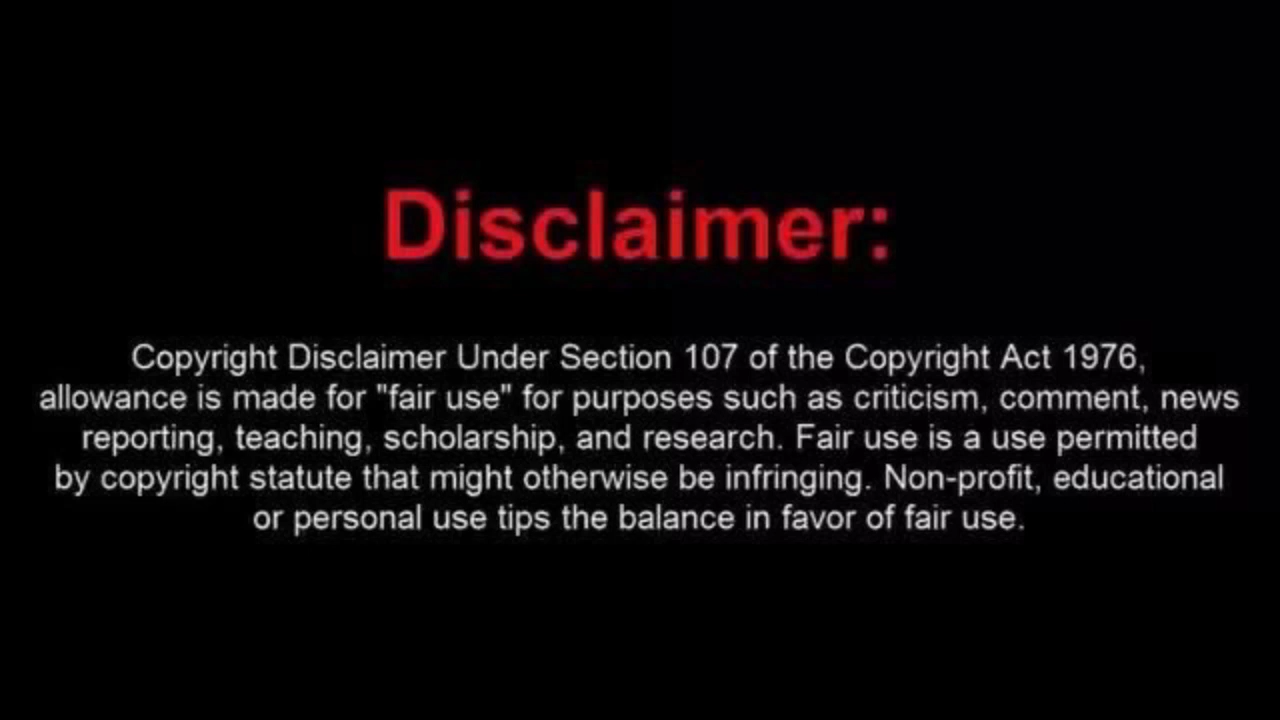 Disclaimer:
Copyright Disclaimer Under Section 107 of the Copyright Act 1976,
allowance is made for "fair use" for purposes such as criticism, comment, news
reporting, teaching, scholarship, and research. Fair use is a use permitted
by copyright statute that might otherwise be infringing. Non-profit, educational
or personal use tips the balance in favor of fair use.